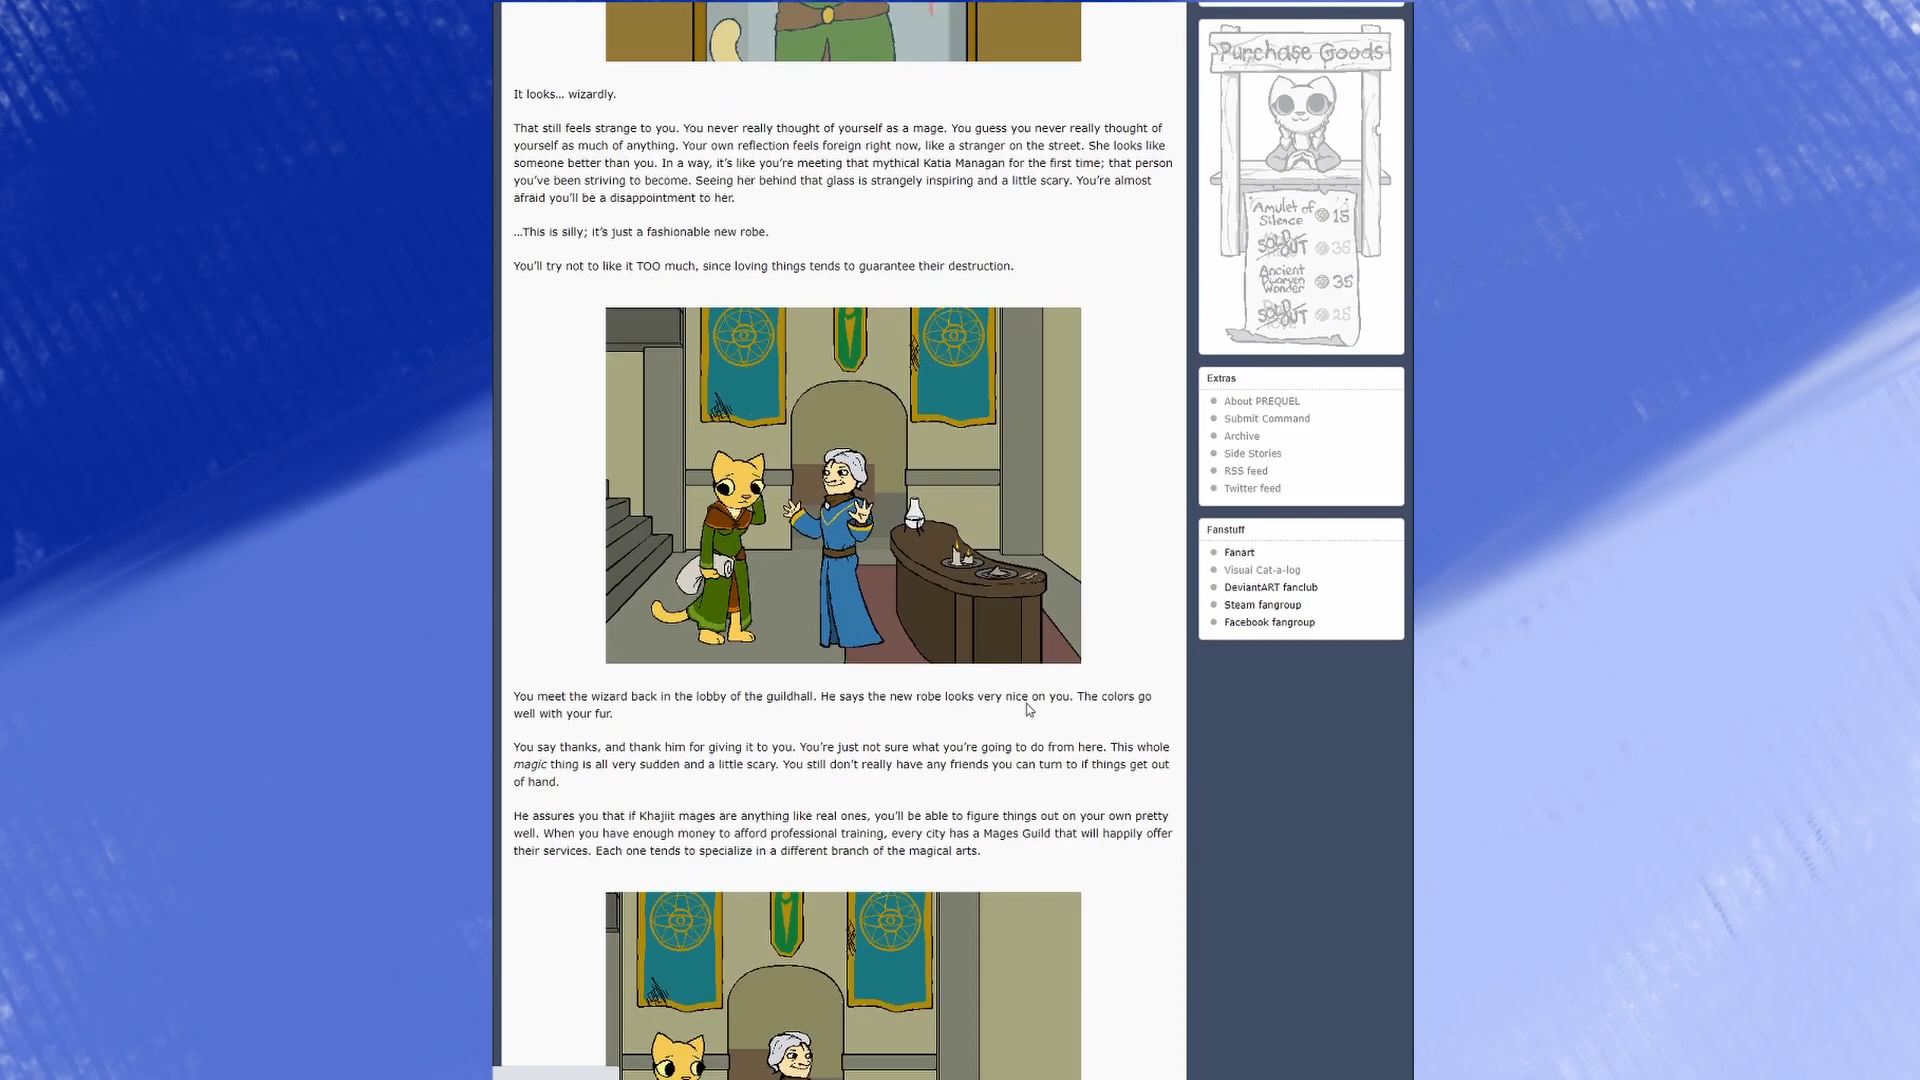 It looks... wizardly.
That still feels strange to you. You never really thought of yourself as a mage. You guess you never really thought of
yourself as much of anything. Your own reflection feels foreign right now, like a stranger on the street. She looks like
someone better than you. In a way, it’s like you’re meeting that mythical Katia Managan for the first time; that person
you’ve been striving to become. Seeing her behind that glass is strangely inspiring and a little scary. You’re almost
afraid you’ll be a disappointment to her.
…This is silly; it’s just a fashionable new robe.
You’ll try not to like it TOO much, since loving things tends to guarantee their destruction.
You meet the wizard back in the lobby of the guildhall. He says the new robe looks very nice on you. The colors go
well with your fur.
You say thanks, and thank him for giving it to you. You’re just not sure what you’re going to do from here. This whole
magic thing is all very sudden and a little scary. You still don’t really have any friends you can turn to if things get out
of hand.
He assures you that if Khajiit mages are anything like real ones, you’ll be able to figure things out on your own pretty
well. When you have enough money to afford professional training, every city has a Mages Guild that will happily offer
their services. Each one tends to specialize in a different branch of the magical arts.
Purchase Goods
Amulet of
Silence 15
SOLD OUT 35
Ancient
Dwarven
Wonder 35
SOLD OUT 25
Extras
About PREQUEL
Submit Command
Archive
Side Stories
RSS feed
Twitter feed
Fanstuff
Fanart
Visual Cat-a-log
DeviantART fanclub
Steam fangroup
Facebook fangroup